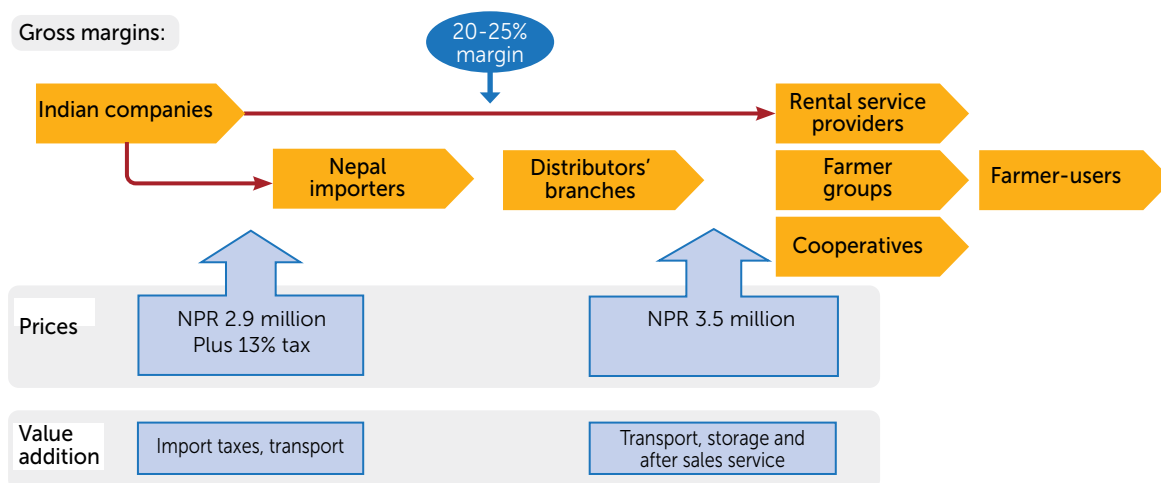 Gross margins:
20-25%
margin
Indian companies
Rental service
providers
Nepal
importers
Distributors’
branches
Farmer
groups
Farmer-users
Cooperatives
Prices
NPR 2.9 million
Plus 13% tax
NPR 3.5 million
Value
addition
Import taxes, transport
Transport, storage and
after sales service